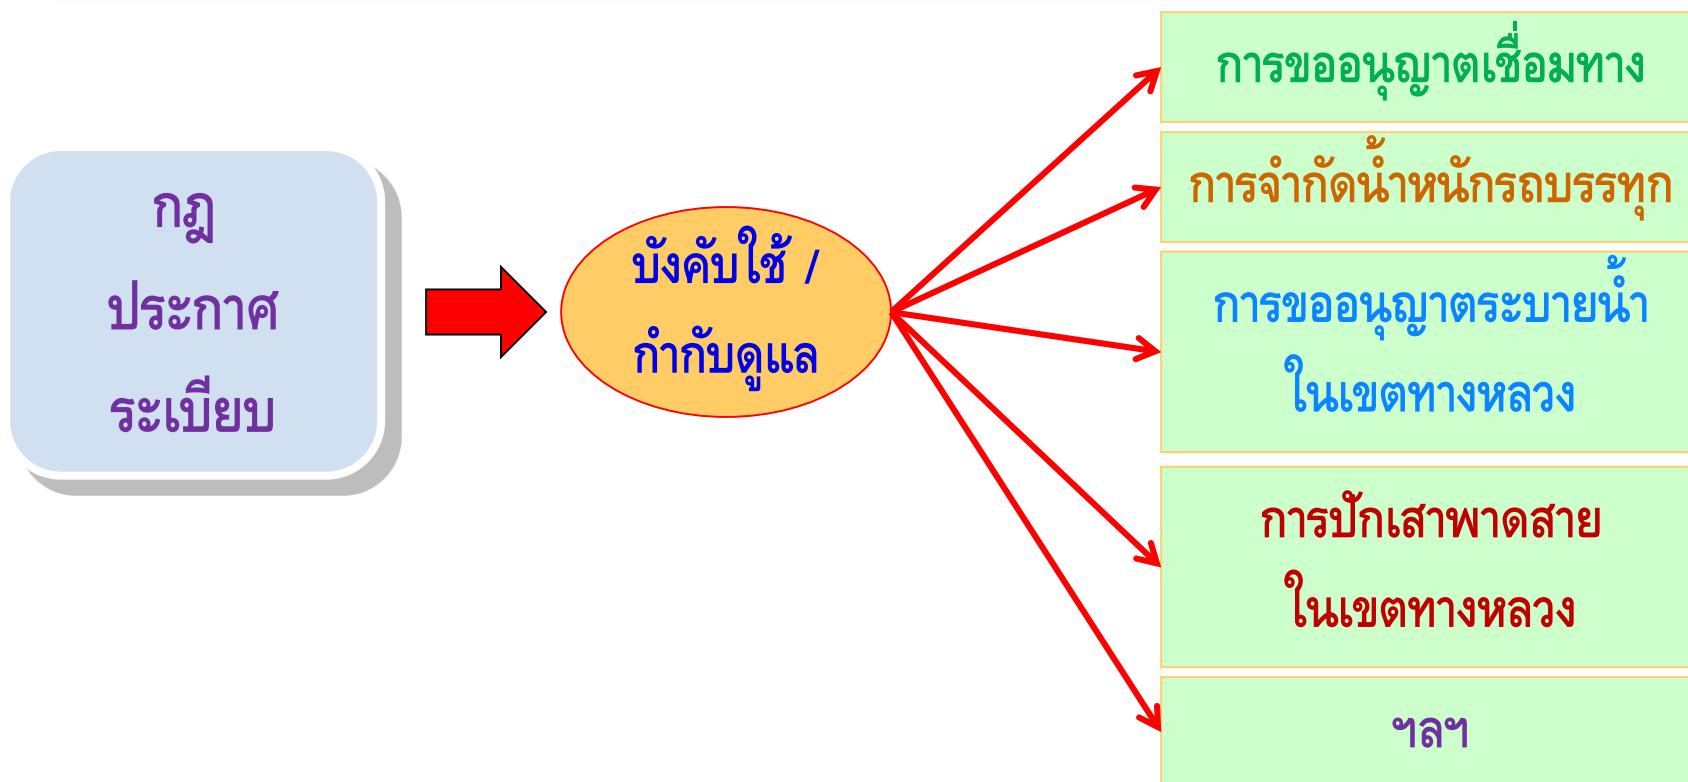 กฎ
ประกาศ
ระเบียบ
บังคับใช้ /
กำกับดูแล
การขออนุญาตเชื่อมทาง
การจำกัดน้ำหนักรถบรรทุก
การขออนุญาตระบายน้ำ
ในเขตทางหลวง
การปักเสาพาดสาย
ในเขตทางหลวง
ฯลฯ